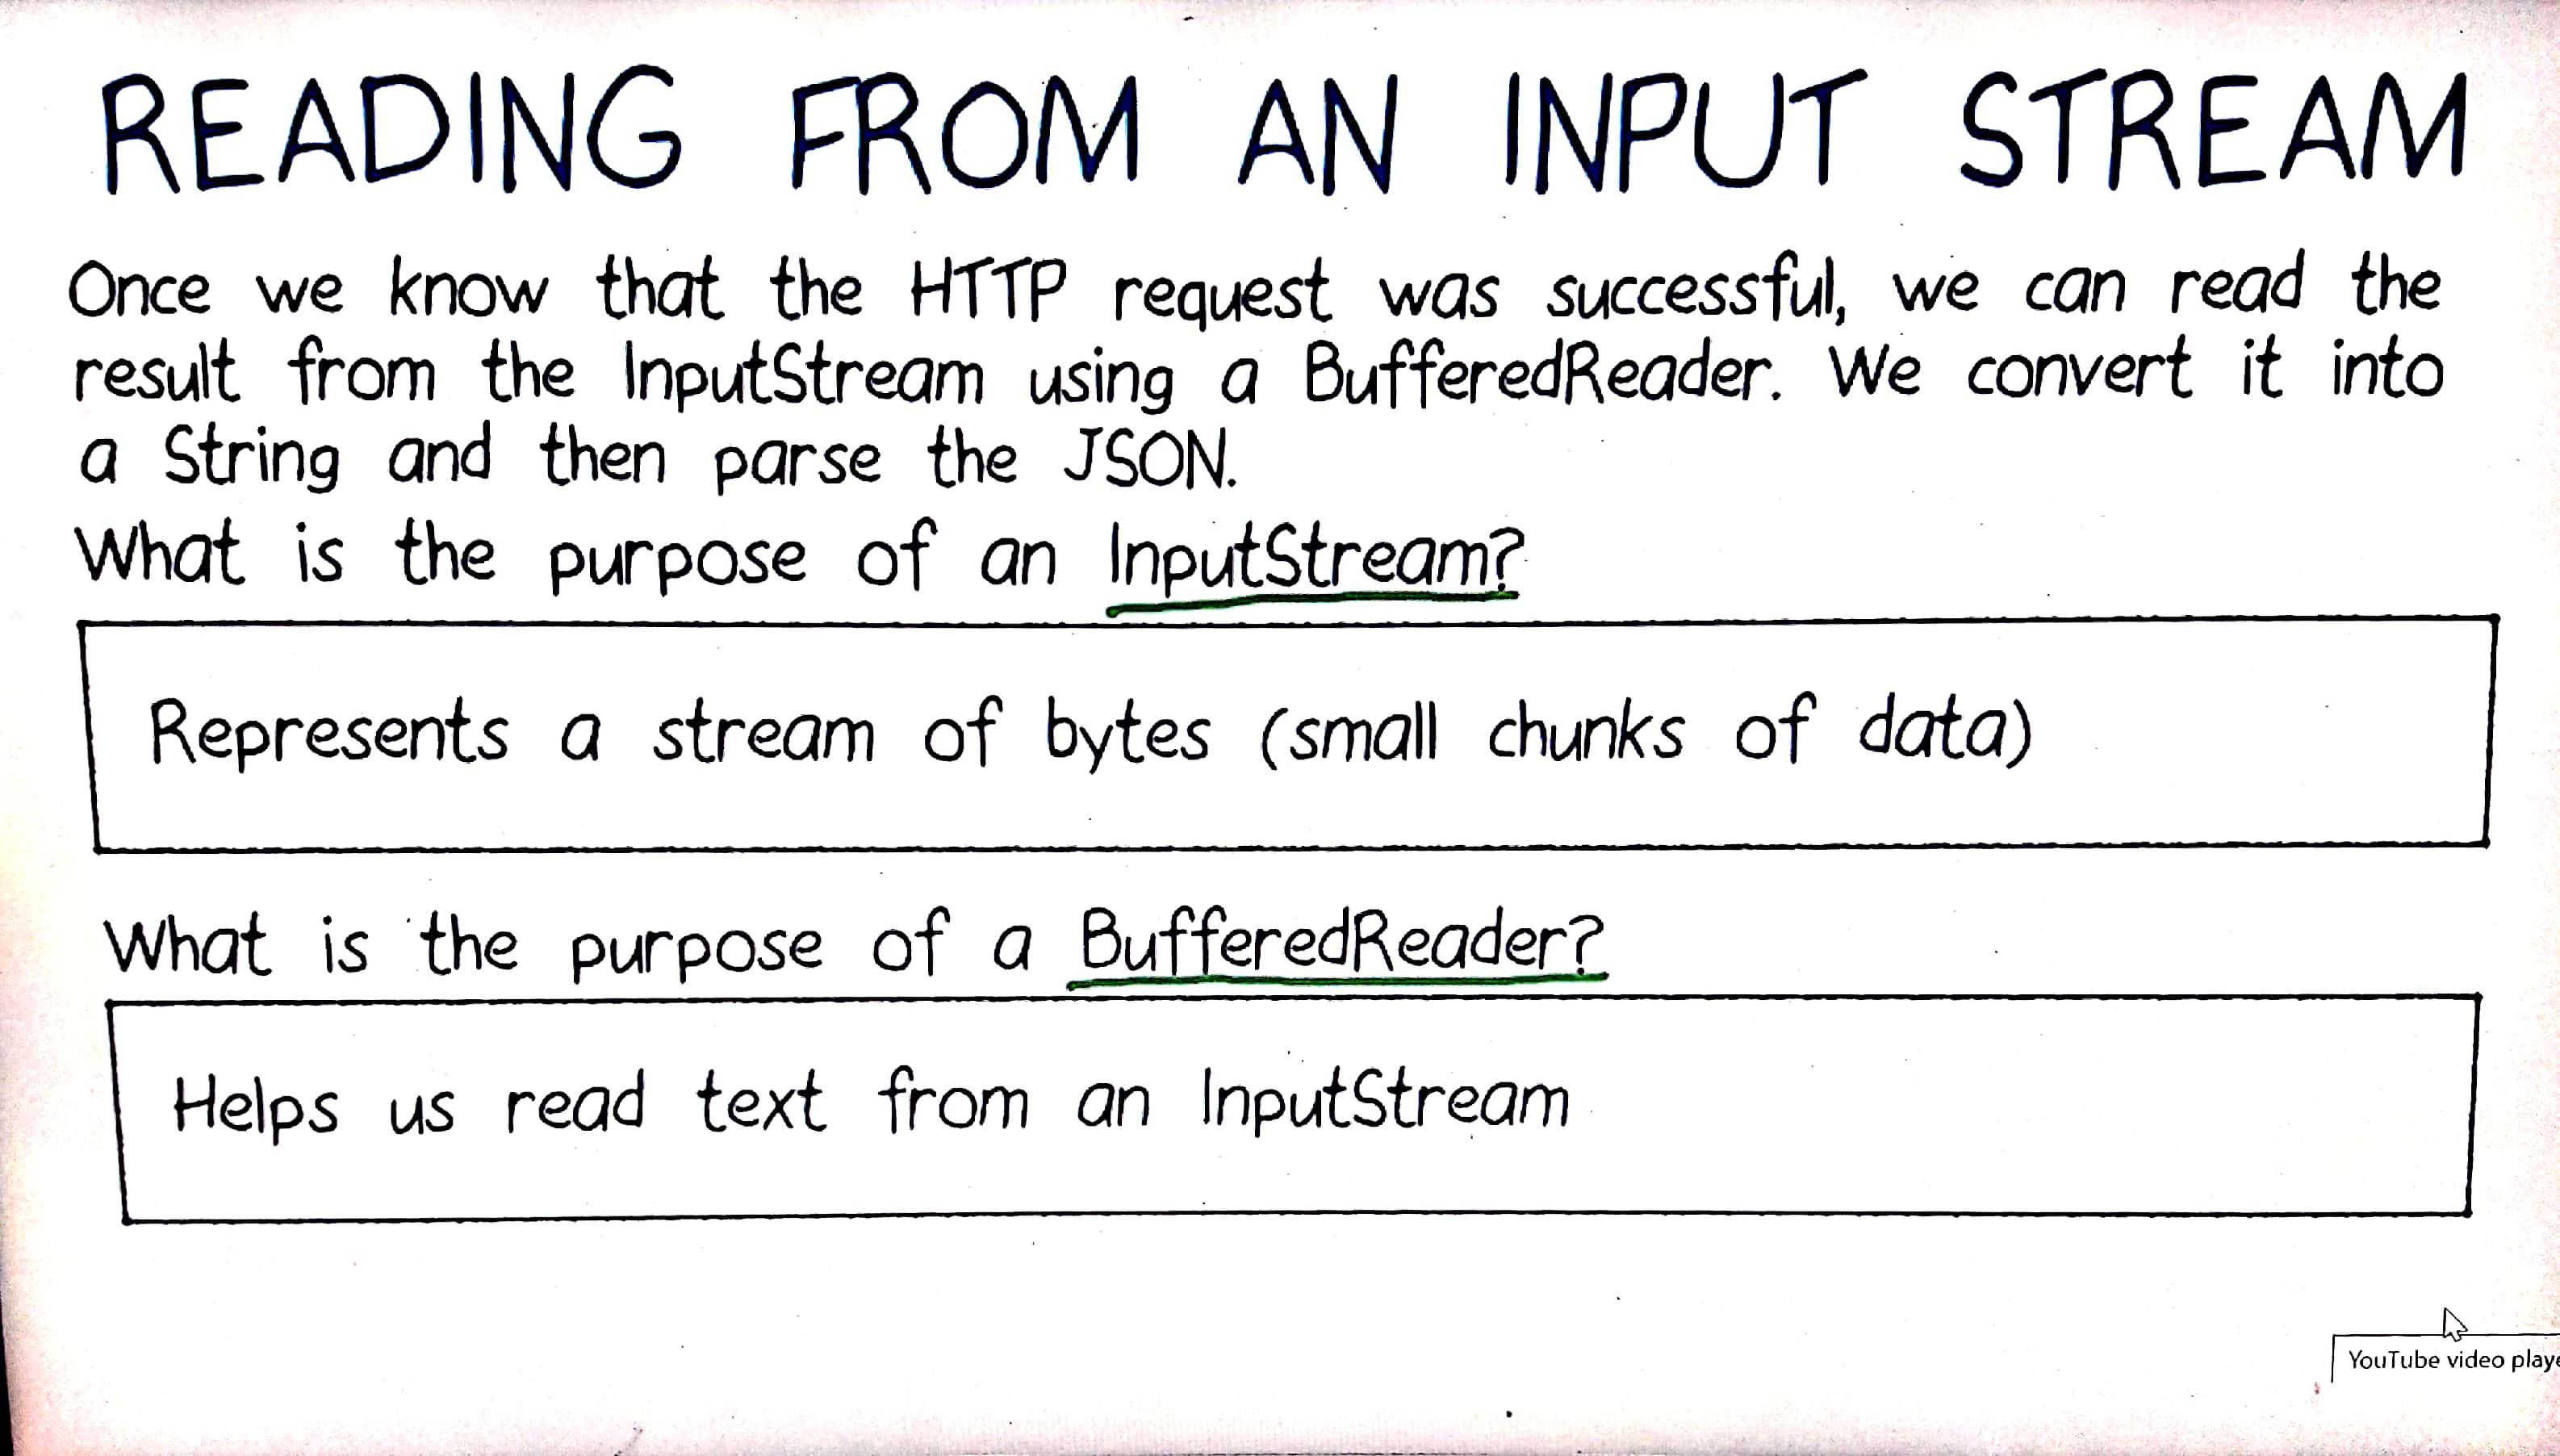 READING FROM AN INPUT STREAM
Once we know that the HTTP request was successful, we can read the
result from the InputStream using a BufferedReader. We convert it into
a String and then parse the JSON.
What is the purpose of an InputStream?
Represents a stream of bytes (small chunks of data)
What is the purpose of a BufferedReader?
Helps us read text from an InputStream
YouTube video playe